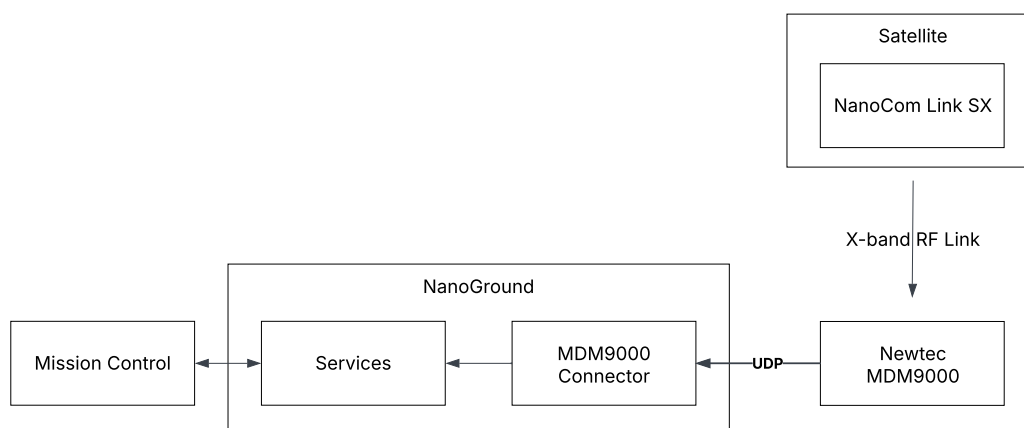 Satellite
NanoCom Link SX
X-band RF Link
NanoGround
Mission Control
Services
MDM9000
Connector
UDP
Newtec
MDM9000